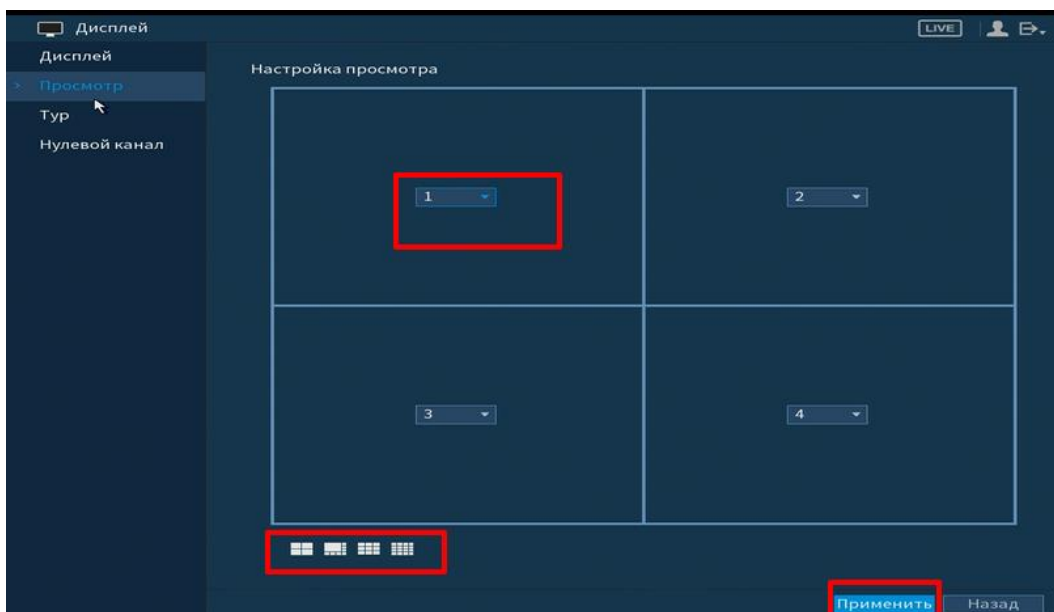 Дисплей
LIVE
Дисплей
Просмотр
Тур
Нулевой канал
Настройка просмотра
1
2
3
4
Применить
Назад